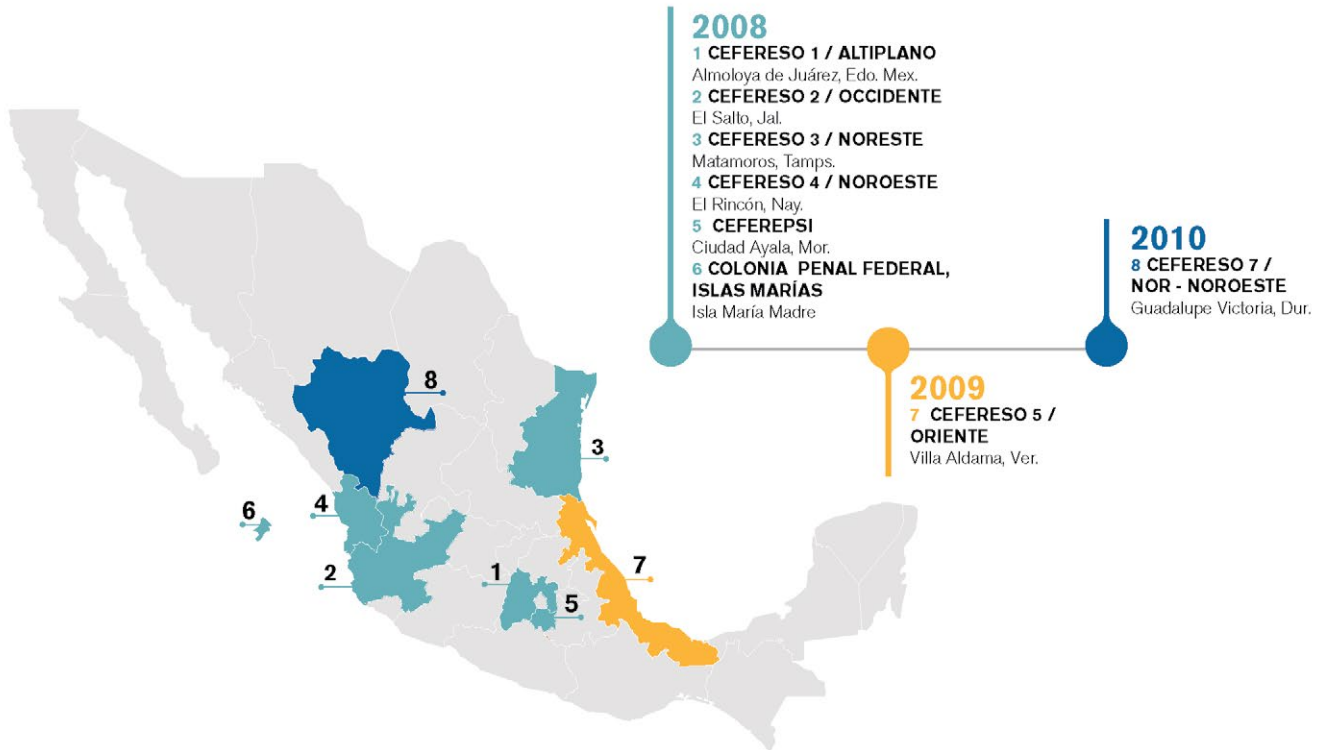 2008
1 CEFERESO 1 / ALTIPLANO
Almoloya de Juárez, Edo. Mex.
2 CEFERESO 2 / OCCIDENTE
El Salto, Jal.
3 CEFERESO 3 / NORESTE
Matamoros, Tamps.
4 CEFERESO 4 / NOROESTE
El Rincón, Nay.
5 CEFEREPSI
Ciudad Ayala, Mor.
6 COLONIA PENAL FEDERAL,
ISLAS MARÍAS
Isla María Madre
2009
7 CEFERESO 5 /
ORIENTE
Villa Aldama, Ver.
2010
8 CEFERESO 7 /
NOR - NOROESTE
Guadalupe Victoria, Dur.
8
3
4
6
2
1
5
7